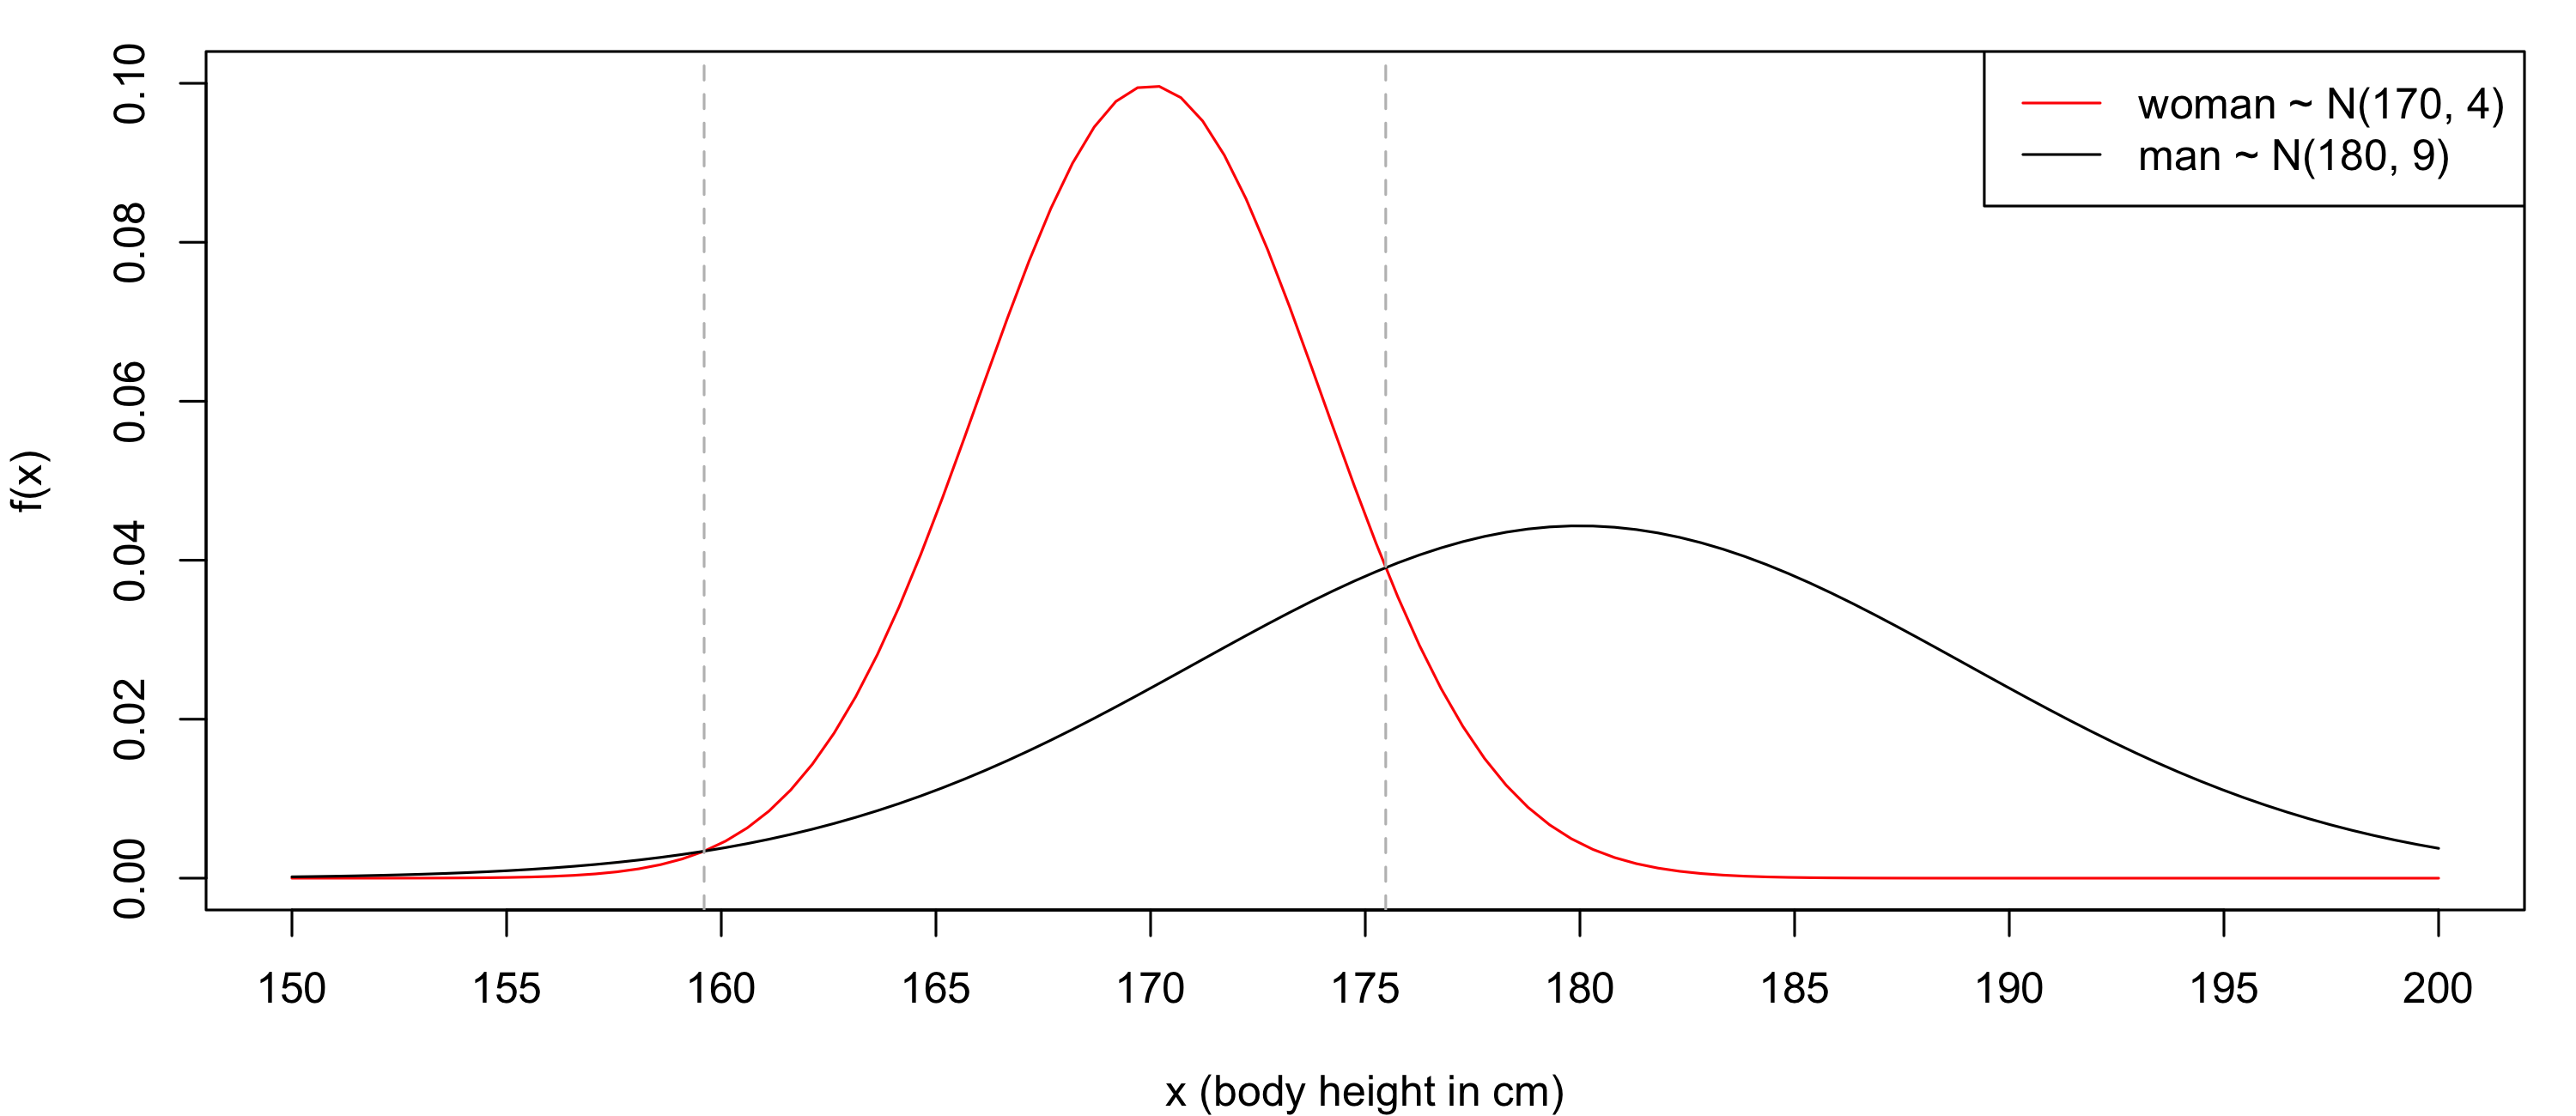 woman ~ N(170, 4)
man ~ N(180, 9)
f(x)
0.10
0.08
0.06
0.04
0.02
0.00
150 155 160 165 170 175 180 185 190 195 200
x (body height in cm)